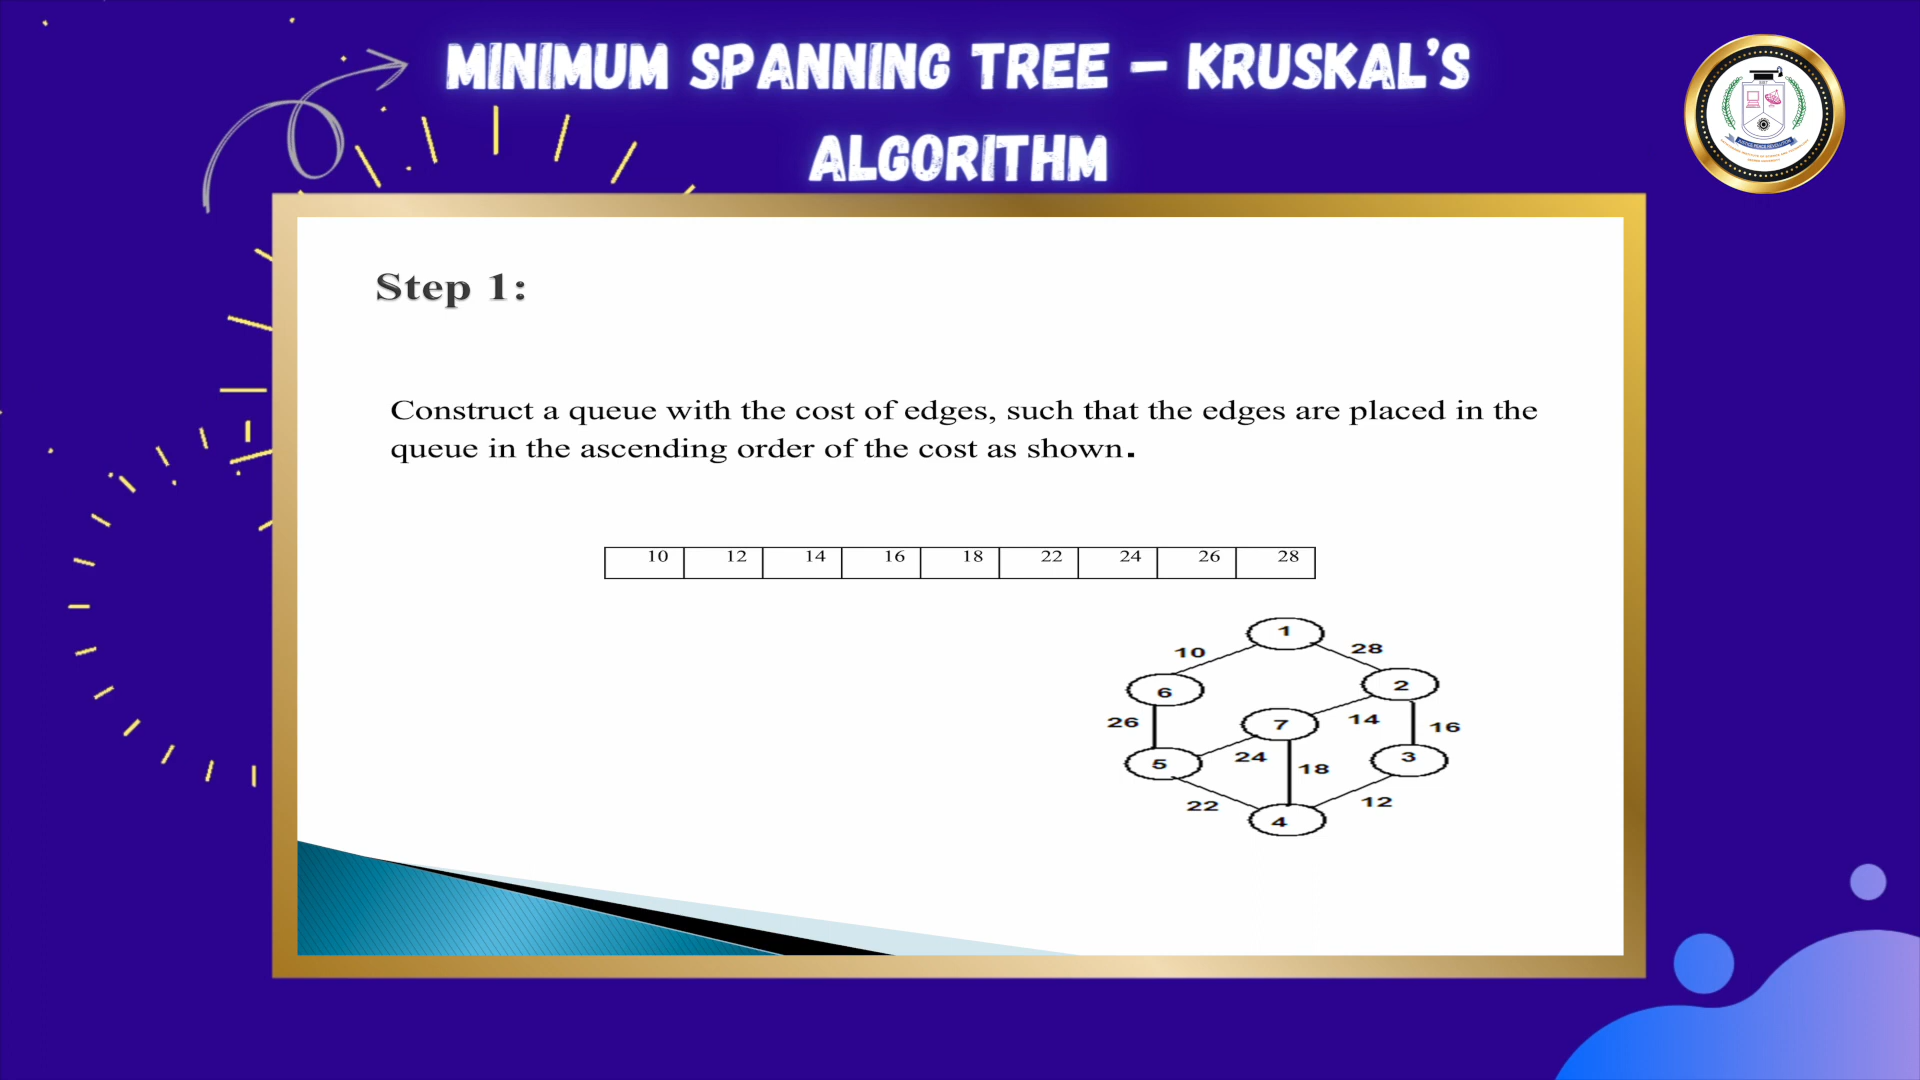 MINIMUM SPANNING TREE – KRUSKAL'S
ALGORITHM
Step 1:
Construct a queue with the cost of edges, such that the edges are placed in the
queue in the ascending order of the cost as shown.
10 12 14 16 18 22 24 26 28
1
10 28
6 2
26 7 14 16
5 24 18 3
22 12
4